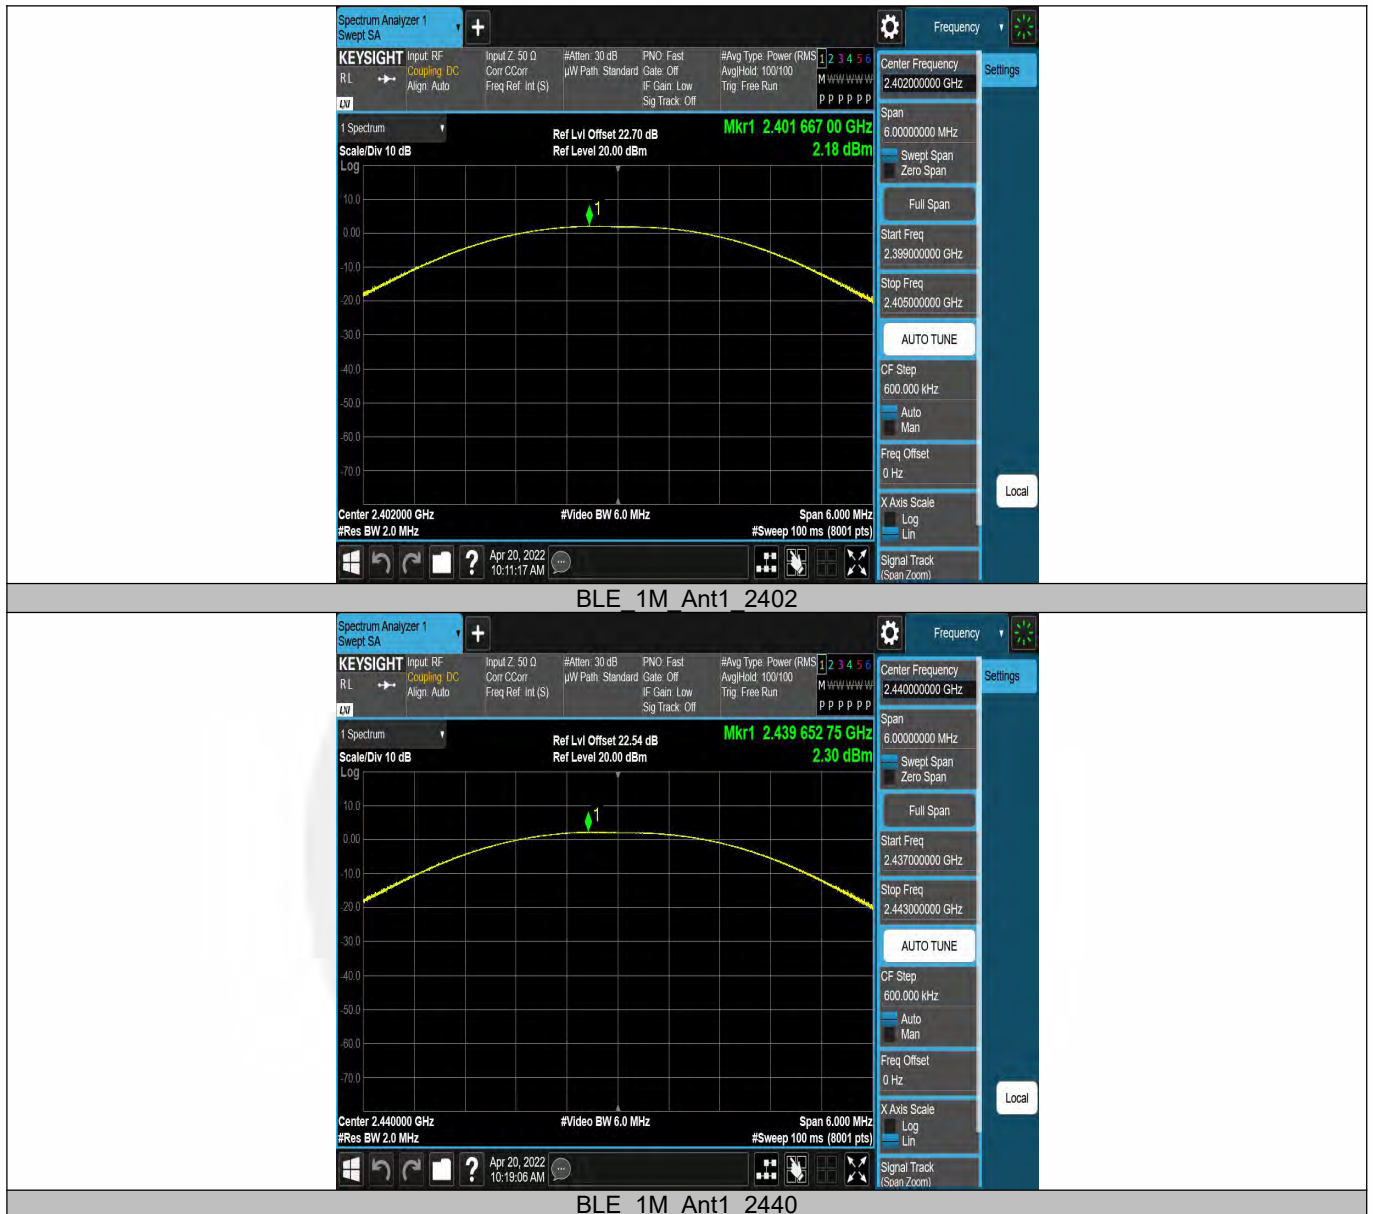 Spectrum Analyzer 1
Swept SA
+
Frequency
KEYSIGHT
RL
LXI
Input: RF
Coupling: DC
Align: Auto
Input Z: 50 Ω
Corr CCorr
Freq Ref: Int (S)
#Atten: 30 dB
µW Path: Standard
PNO: Fast
Gate: Off
IF Gain: Low
Sig Track: Off
#Avg Type: Power (RMS
Avg|Hold: 100/100
Trig: Free Run
1 2 3 4 5 6
M W W W W W
P P P P P P
1 Spectrum
Scale/Div 10 dB
Log
Ref Lvl Offset 22.70 dB
Ref Level 20.00 dBm
Mkr1 2.401 667 00 GHz
2.18 dBm
1
10.0
0.00
-10.0
-20.0
-30.0
-40.0
-50.0
-60.0
-70.0
Center 2.402000 GHz
#Res BW 2.0 MHz
#Video BW 6.0 MHz
Span 6.000 MHz
#Sweep 100 ms (8001 pts)
?
Apr 20, 2022
10:11:17 AM
Center Frequency
2.402000000 GHz
Settings
Span
6.00000000 MHz
Swept Span
Zero Span
Full Span
Start Freq
2.399000000 GHz
Stop Freq
2.405000000 GHz
AUTO TUNE
CF Step
600.000 kHz
Auto
Man
Freq Offset
0 Hz
Local
X Axis Scale
Log
Lin
Signal Track
(Span Zoom)
BLE_1M_Ant1_2402
Spectrum Analyzer 1
Swept SA
+
Frequency
KEYSIGHT
RL
LXI
Input: RF
Coupling: DC
Align: Auto
Input Z: 50 Ω
Corr CCorr
Freq Ref: Int (S)
#Atten: 30 dB
µW Path: Standard
PNO: Fast
Gate: Off
IF Gain: Low
Sig Track: Off
#Avg Type: Power (RMS
Avg|Hold: 100/100
Trig: Free Run
1 2 3 4 5 6
M W W W W W
P P P P P P
1 Spectrum
Scale/Div 10 dB
Log
Ref Lvl Offset 22.54 dB
Ref Level 20.00 dBm
Mkr1 2.439 652 75 GHz
2.30 dBm
1
10.0
0.00
-10.0
-20.0
-30.0
-40.0
-50.0
-60.0
-70.0
Center 2.440000 GHz
#Res BW 2.0 MHz
#Video BW 6.0 MHz
Span 6.000 MHz
#Sweep 100 ms (8001 pts)
?
Apr 20, 2022
10:19:06 AM
Center Frequency
2.440000000 GHz
Settings
Span
6.00000000 MHz
Swept Span
Zero Span
Full Span
Start Freq
2.437000000 GHz
Stop Freq
2.443000000 GHz
AUTO TUNE
CF Step
600.000 kHz
Auto
Man
Freq Offset
0 Hz
Local
X Axis Scale
Log
Lin
Signal Track
(Span Zoom)
BLE_1M_Ant1_2440